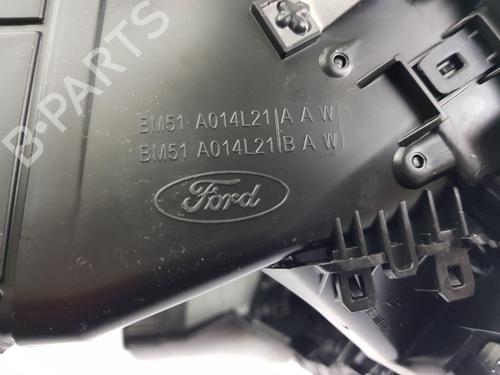 B-PARTS
BM51 A014L21 A A W
BM51 A014L21 B A W
Ford